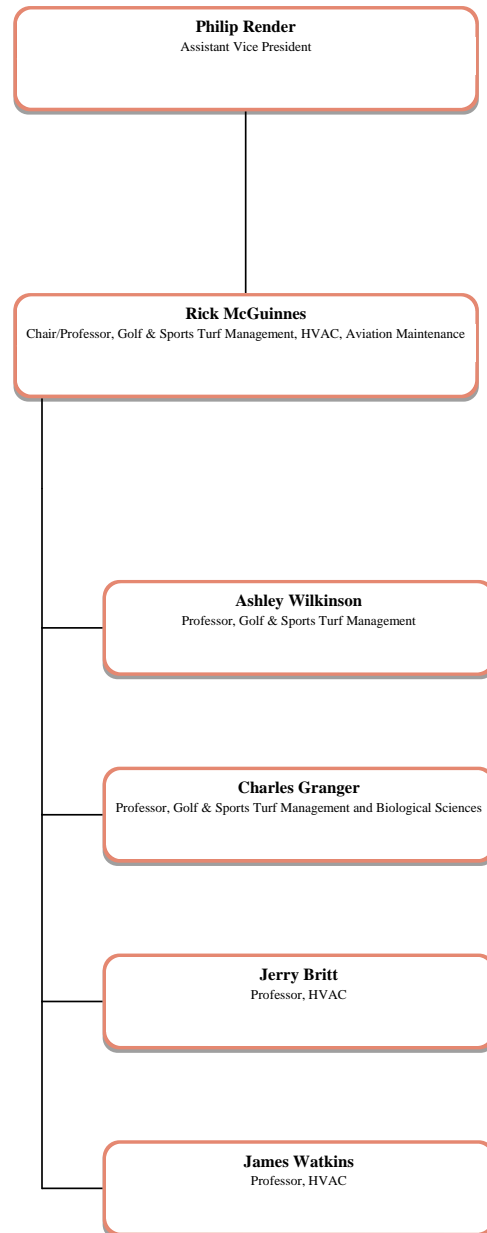 Philip Render
Assistant Vice President
Rick McGuinnes
Chair/Professor, Golf & Sports Turf Management, HVAC, Aviation Maintenance
Ashley Wilkinson
Professor, Golf & Sports Turf Management
Charles Granger
Professor, Golf & Sports Turf Management and Biological Sciences
Jerry Britt
Professor, HVAC
James Watkins
Professor, HVAC